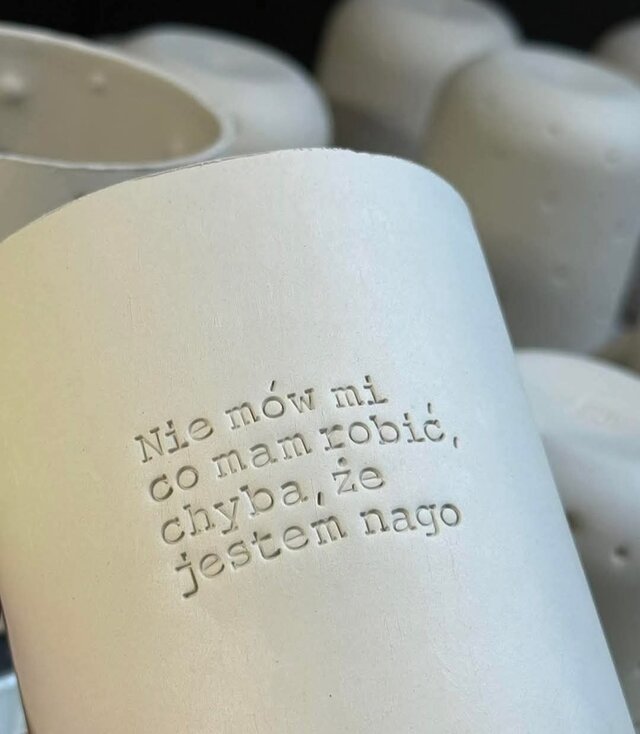 Nie mów mi
co mam robić,
chyba, że
jestem nago